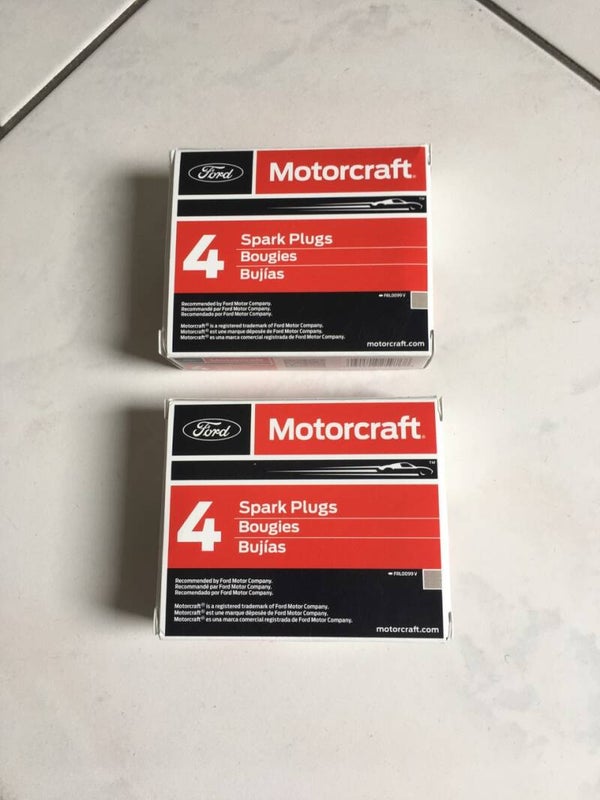 Ford
Motorcraft®
™
4
Spark Plugs
Bougies
Bujías
FRL0099 V
Recommended by Ford Motor Company.
Recommandé par Ford Motor Company.
Recomendado por Ford Motor Company.
Motorcraft® is a registered trademark of Ford Motor Company.
Motorcraft® est une marque déposée de Ford Motor Company.
Motorcraft® es una marca comercial registrada de Ford Motor Company.
motorcraft.com
Ford
Motorcraft®
™
4
Spark Plugs
Bougies
Bujías
FRL0099 V
Recommended by Ford Motor Company.
Recommandé par Ford Motor Company.
Recomendado por Ford Motor Company.
Motorcraft® is a registered trademark of Ford Motor Company.
Motorcraft® est une marque déposée de Ford Motor Company.
Motorcraft® es una marca comercial registrada de Ford Motor Company.
motorcraft.com